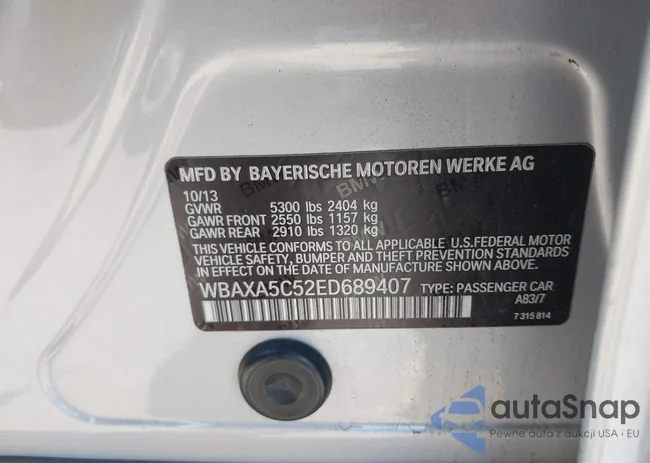 MFD BY BAYERISCHE MOTOREN WERKE AG
10/13
GVWR 5300 lbs 2404 kg
GAWR FRONT 2550 lbs 1157 kg
GAWR REAR 2910 lbs 1320 kg
THIS VEHICLE CONFORMS TO ALL APPLICABLE U.S.FEDERAL MOTOR
VEHICLE SAFETY, BUMPER AND THEFT PREVENTION STANDARDS
IN EFFECT ON THE DATE OF MANUFACTURE SHOWN ABOVE.
WBAXA5C52ED689407 TYPE: PASSENGER CAR
A83/7
7 315 814
autaSnap
Pewne auta z aukcji USA i EU